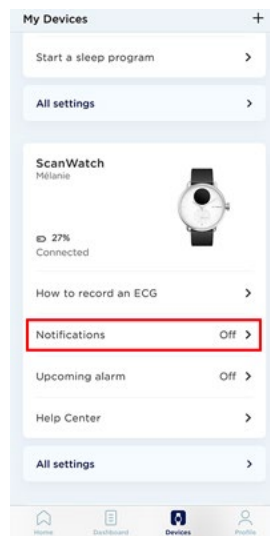 My Devices +
Start a sleep program
All settings
ScanWatch
Mélanie
27%
Connected
How to record an ECG
Notifications Off
Upcoming alarm Off
Help Center
All settings
Home Dashboard Devices Profile